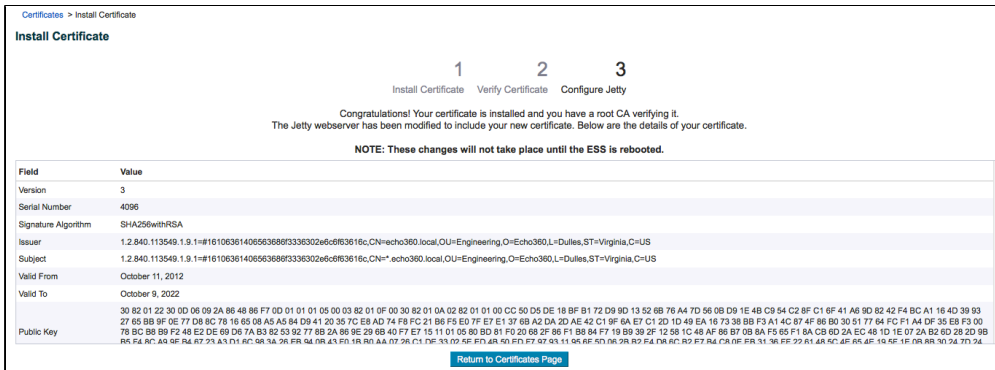 Certificates > Install Certificate
Install Certificate
1 2 3
Install Certificate Verify Certificate Configure Jetty
Congratulations! Your certificate is installed and you have a root CA verifying it.
The Jetty webserver has been modified to include your new certificate. Below are the details of your certificate.
NOTE: These changes will not take place until the ESS is rebooted.
Field Value
Version 3
Serial Number 4096
Signature Algorithm SHA256withRSA
Issuer 1.2.840.113549.1.9.1=#16106361406563686f3336302e6c6f63616c,CN=echo360.local,OU=Engineering,O=Echo360,L=Dulles,ST=Virginia,C=US
Subject 1.2.840.113549.1.9.1=#16106361406563686f3336302e6c6f63616c,CN=*.echo360.local,OU=Engineering,O=Echo360,L=Dulles,ST=Virginia,C=US
Valid From October 11, 2012
Valid To October 9, 2022
30 82 01 22 30 0D 06 09 2A 86 48 86 F7 0D 01 01 01 05 00 03 82 01 0F 00 30 82 01 0A 02 82 01 01 00 CC 50 D5 DE 18 BF B1 72 D9 9D 13 52 6B 76 A4 7D 56 0B D9 1E 4B C9 54 C2 8F C1 6F 41 A6 9D 82 42 F4 BC A1 16 4D 39 93
27 65 BB 9F 0E 77 D8 8C 78 16 65 08 A5 A5 84 D9 41 20 35 7C E8 AD 74 F8 FC 21 B6 F5 E0 7F E7 E1 37 6B A2 DA 2D AE 42 C1 9F 6A E7 C1 2D 1D 49 EA 16 73 38 BB F3 A1 4C 87 4F 86 B0 30 51 77 64 FC F1 A4 DF 35 E8 F3 00
Public Key 78 BC B8 B9 F2 48 E2 DE 69 D6 7A B3 82 53 92 77 8B 2A 86 9E 29 6B 40 F7 E7 15 11 01 05 80 BD 81 F0 20 68 2F 86 F1 B8 84 F7 19 B9 39 2F 12 58 1C 48 AF 86 B7 0B 8A F5 65 F1 8A CB 6D 2A EC 48 1D 1E 07 2A B2 6D 28 2D 9B
Return to Certificates Page